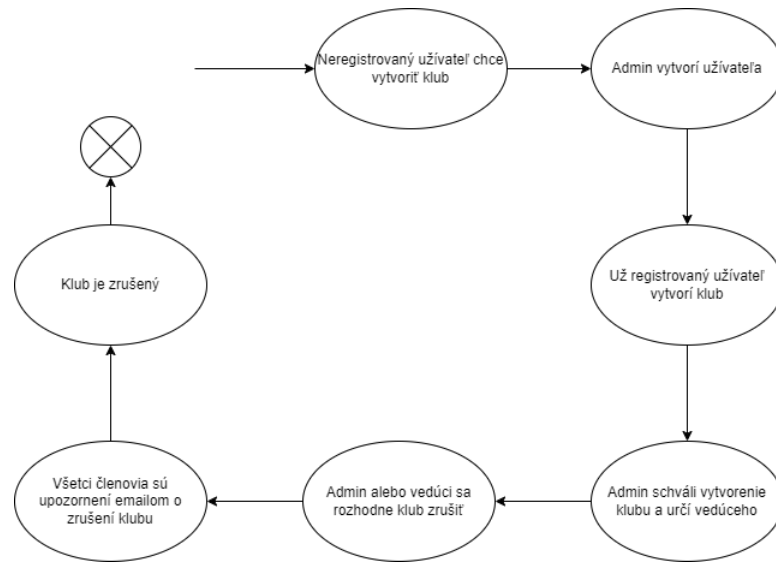 Neregistrovaný užívateľ chce
vytvoriť klub
Admin vytvorí užívateľa
Už registrovaný užívateľ
vytvorí klub
Admin schváli vytvorenie
klubu a určí vedúceho
Admin alebo vedúci sa
rozhodne klub zrušiť
Všetci členovia sú
upozornení emailom o
zrušení klubu
Klub je zrušený